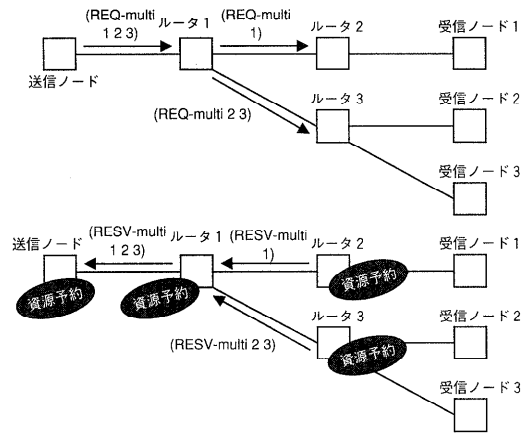 (REQ-multi
1 2 3)
ルータ 1
(REQ-multi
1)
ルータ 2
受信ノード 1
送信ノード
(REQ-multi 2 3)
ルータ 3
受信ノード 2
受信ノード 3
送信ノード
(RESV-multi
1 2 3)
ルータ 1
(RESV-multi
1)
ルータ 2
受信ノード 1
資源予約
資源予約
資源予約
(RESV-multi 2 3)
ルータ 3
資源予約
受信ノード 2
受信ノード 3